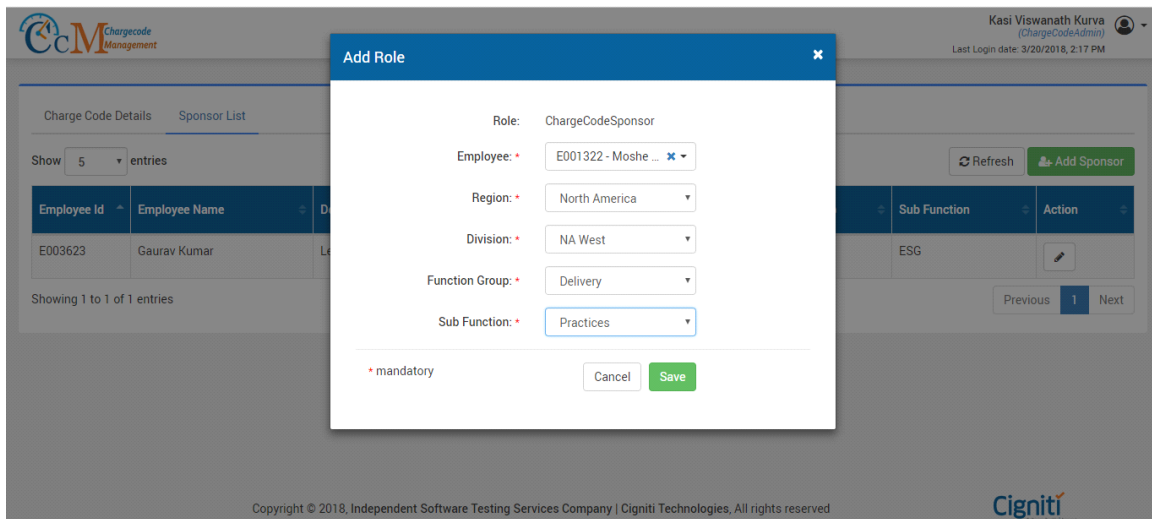 CcM Chargecode
Management
Kasi Viswanath Kurva
(ChargeCodeAdmin)
Last Login date: 3/20/2018, 2:17 PM
Add Role ×
Charge Code Details Sponsor List
Role: ChargeCodeSponsor
Show 5 entries
Employee: * E001322 - Moshe ... ×
Refresh Add Sponsor
Region: * North America
Employee Id Employee Name Sub Function Action
Division: * NA West
E003623 Gaurav Kumar ESG
Function Group: * Delivery
Showing 1 to 1 of 1 entries
Previous 1 Next
Sub Function: * Practices
* mandatory
Cancel Save
Copyright © 2018, Independent Software Testing Services Company | Cigniti Technologies, All rights reserved
Cigniti